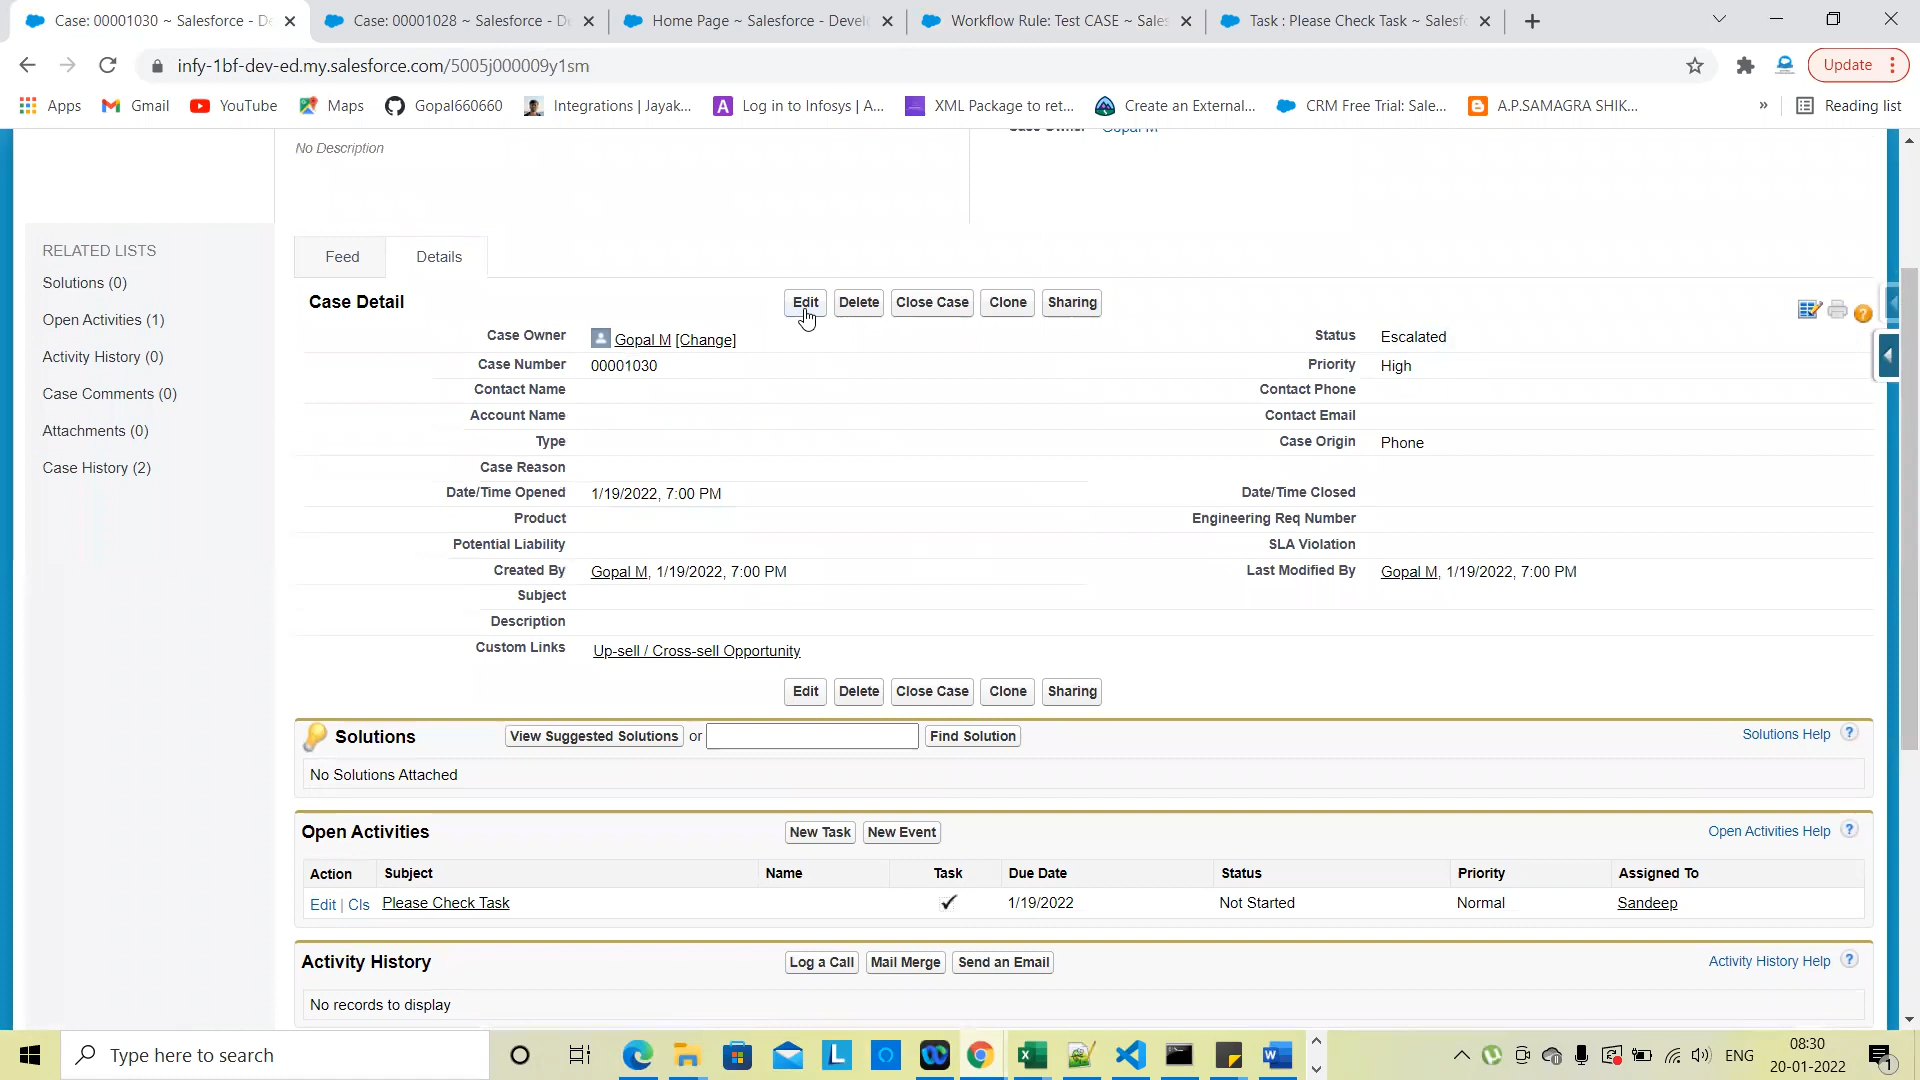 Case: 00001030 ~ Salesforce - De
Case: 00001028 ~ Salesforce - De
Home Page ~ Salesforce - Devel
Workflow Rule: Test CASE ~ Sales
Task : Please Check Task ~ Salesf
infy-1bf-dev-ed.my.salesforce.com/5005j000009y1sm
Update
Apps
Gmail
YouTube
Maps
Gopal660660
Integrations | Jayak...
Log in to Infosys | A...
XML Package to ret...
Create an External...
CRM Free Trial: Sale...
A.P.SAMAGRA SHIK...
»
Reading list
Case Owner Gopal M
No Description
RELATED LISTS
Solutions (0)
Open Activities (1)
Activity History (0)
Case Comments (0)
Attachments (0)
Case History (2)
Feed
Details
Case Detail
Edit Delete Close Case Clone Sharing
Case Owner Gopal M [Change]
Status Escalated
Case Number 00001030
Priority High
Contact Name
Contact Phone
Account Name
Contact Email
Type
Case Origin Phone
Case Reason
Date/Time Opened 1/19/2022, 7:00 PM
Date/Time Closed
Product
Engineering Req Number
Potential Liability
SLA Violation
Created By Gopal M, 1/19/2022, 7:00 PM
Last Modified By Gopal M, 1/19/2022, 7:00 PM
Subject
Description
Custom Links Up-sell / Cross-sell Opportunity
Edit Delete Close Case Clone Sharing
Solutions View Suggested Solutions or Find Solution Solutions Help ?
No Solutions Attached
Open Activities New Task New Event Open Activities Help ?
Action Subject Name Task Due Date Status Priority Assigned To
Edit | Cls Please Check Task 1/19/2022 Not Started Normal Sandeep
Activity History Log a Call Mail Merge Send an Email Activity History Help ?
No records to display
Type here to search
ENG
08:30
20-01-2022
1